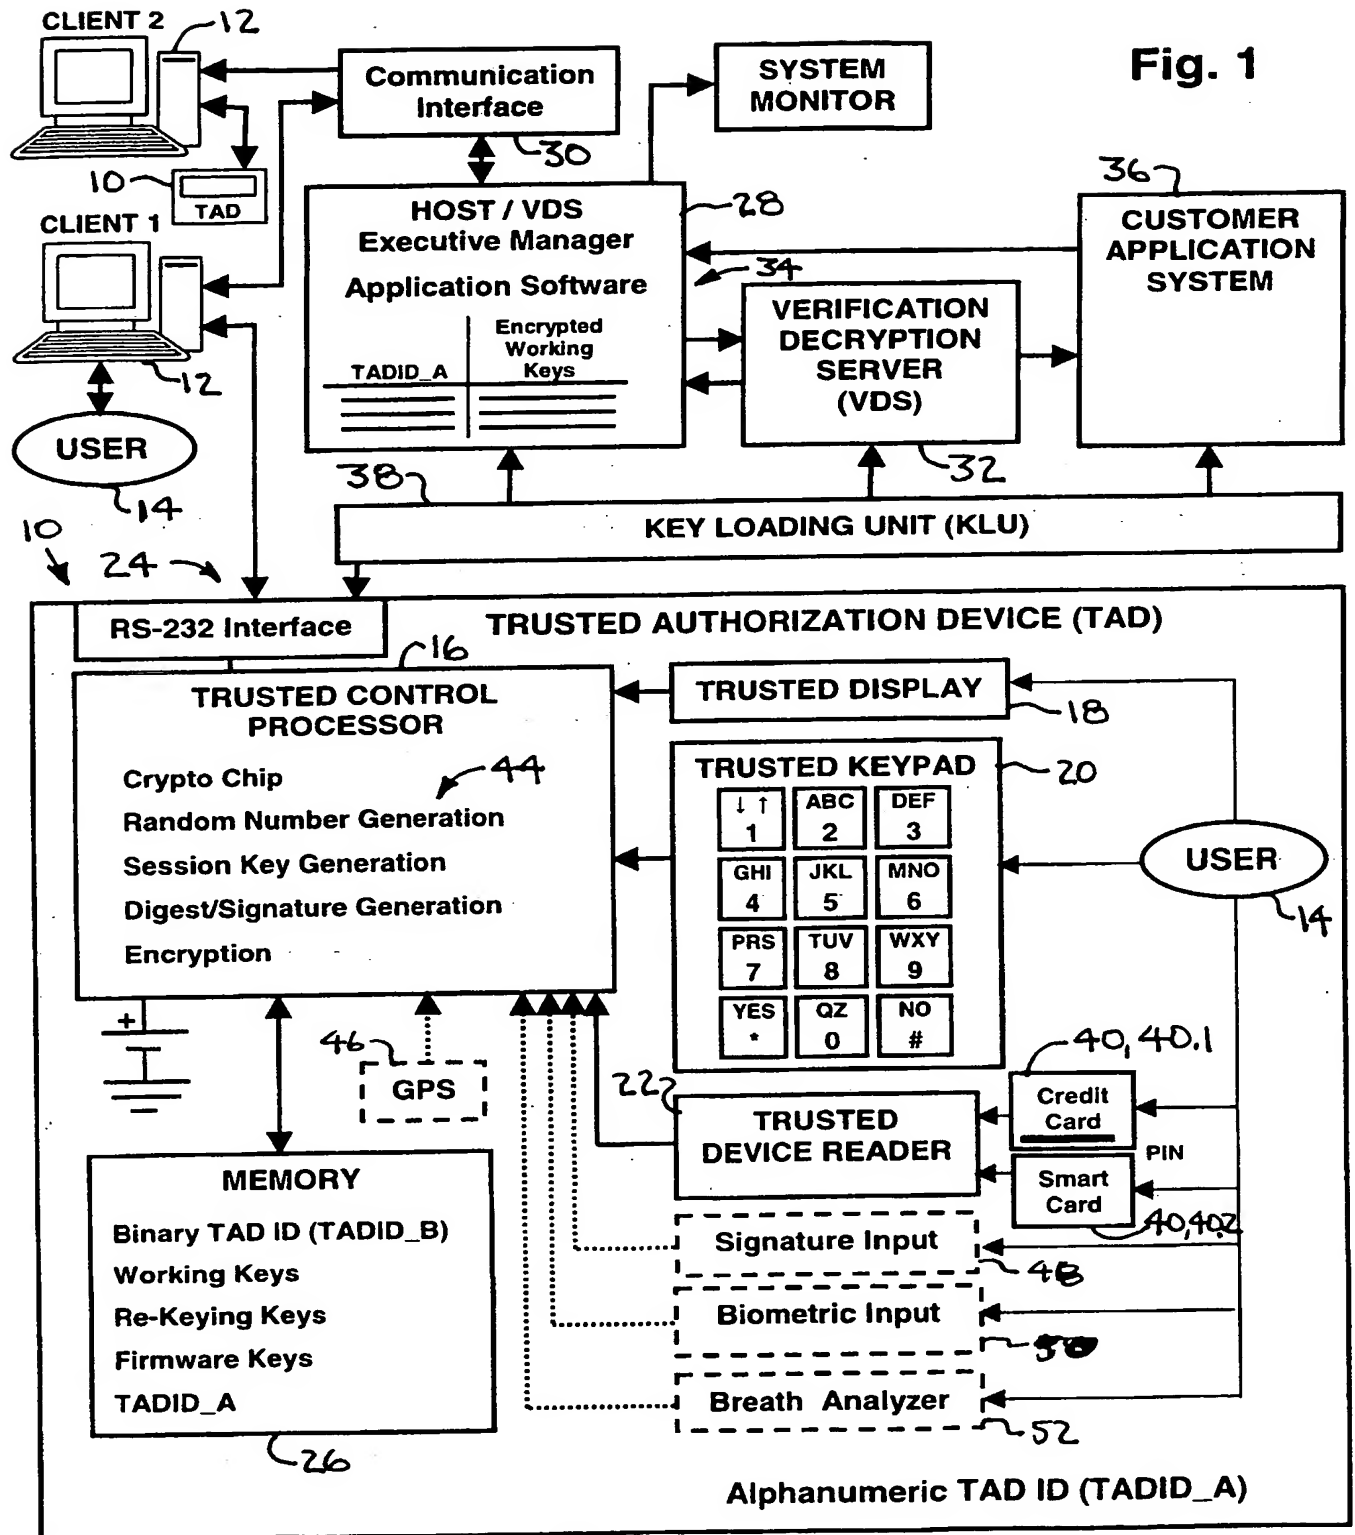 Fig. 1
CLIENT 2
12
Communication
Interface
30
SYSTEM
MONITOR
10
TAD
CLIENT 1
12
USER
14
HOST / VDS
Executive Manager
Application Software
TADID_A
Encrypted
Working
Keys
28
34
VERIFICATION
DECRYPTION
SERVER
(VDS)
32
36
CUSTOMER
APPLICATION
SYSTEM
38
KEY LOADING UNIT (KLU)
10
24
RS-232 Interface
TRUSTED AUTHORIZATION DEVICE (TAD)
16
TRUSTED CONTROL
PROCESSOR
Crypto Chip
44
Random Number Generation
Session Key Generation
Digest/Signature Generation
Encryption
TRUSTED DISPLAY
18
TRUSTED KEYPAD
20
↓ ↑ ABC DEF
1 2 3
GHI JKL MNO
4 5 6
PRS TUV WXY
7 8 9
YES QZ NO
* 0 #
USER
14
+
46
GPS
22
TRUSTED
DEVICE READER
40, 40.1
Credit
Card
PIN
Smart
Card
40, 40.2
MEMORY
Binary TAD ID (TADID_B)
Working Keys
Re-Keying Keys
Firmware Keys
TADID_A
26
Signature Input
48
Biometric Input
Breath Analyzer
52
Alphanumeric TAD ID (TADID_A)